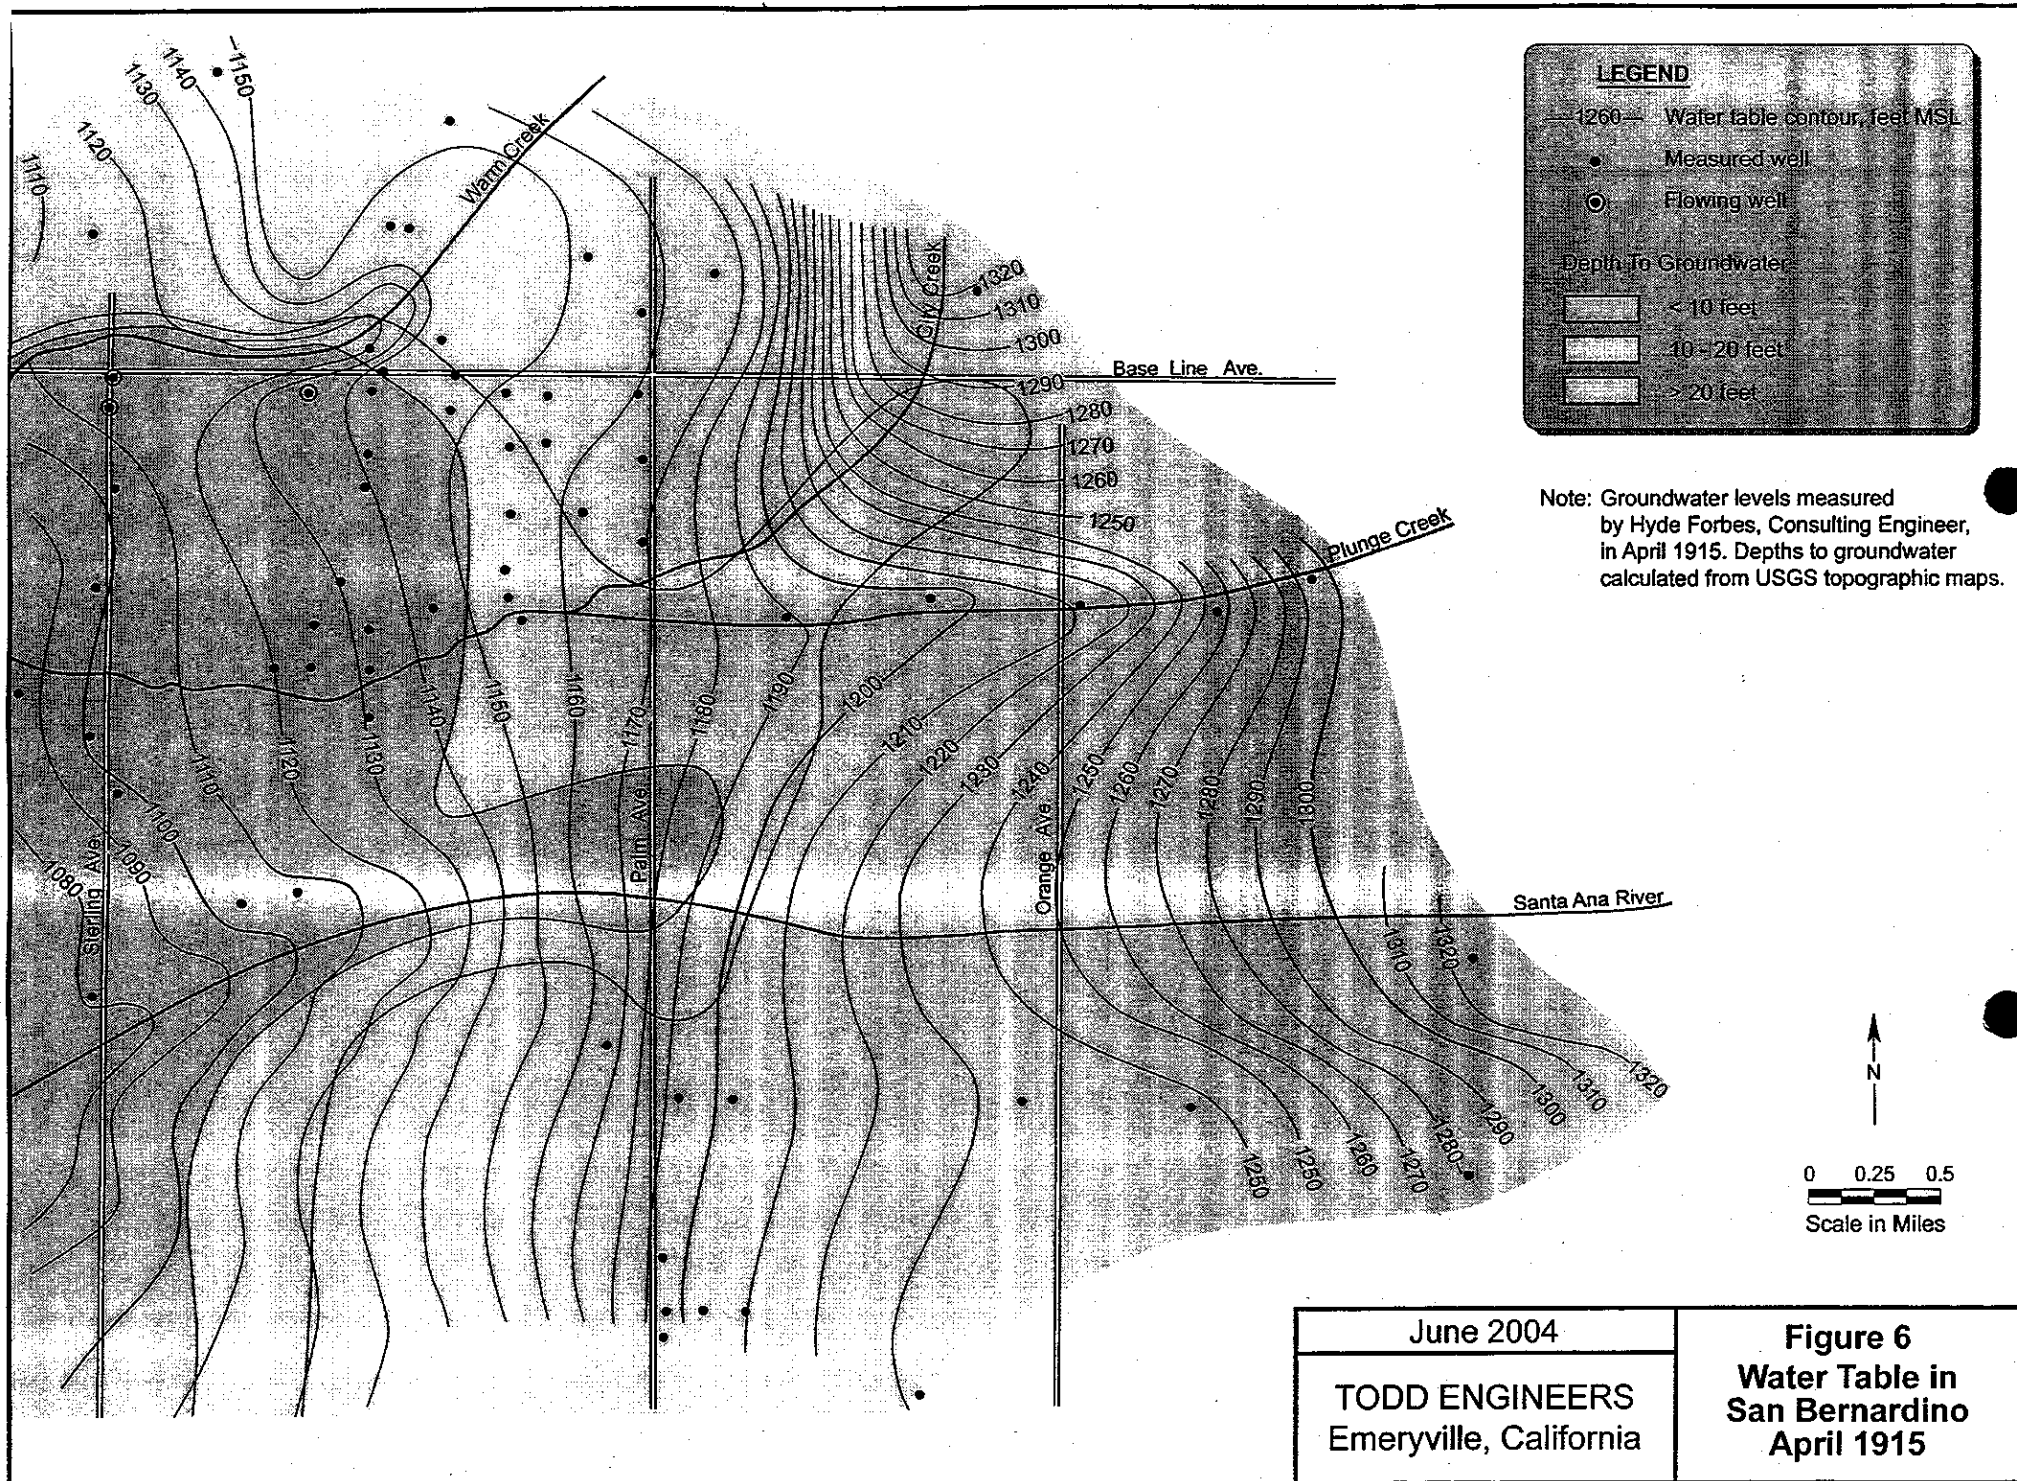 1150
1140
1130
1120
1110
Warm Creek
LEGEND
1260 Water table contour, feet MSL
Measured well
Flowing well
Depth To Groundwater
< 10 feet
10 - 20 feet
> 20 feet
Note: Groundwater levels measured
by Hyde Forbes, Consulting Engineer,
in April 1915. Depths to groundwater
calculated from USGS topographic maps.
City Creek
1320
1310
1300
Base Line Ave.
1290
1280
1270
1260
1250
Plunge Creek
1080
1090
1100
1110
1120
1130
1140
1150
1160
1170
1180
1190
1200
1210
1220
1230
1240
1250
1260
1270
1280
1290
1300
Sterling Ave.
Palm Ave.
Orange Ave
Santa Ana River
1310
1320
1250
1250
1260
1270
1280
1290
1300
1310
1320
N
0 0.25 0.5
Scale in Miles
June 2004
TODD ENGINEERS
Emeryville, California
Figure 6
Water Table in
San Bernardino
April 1915